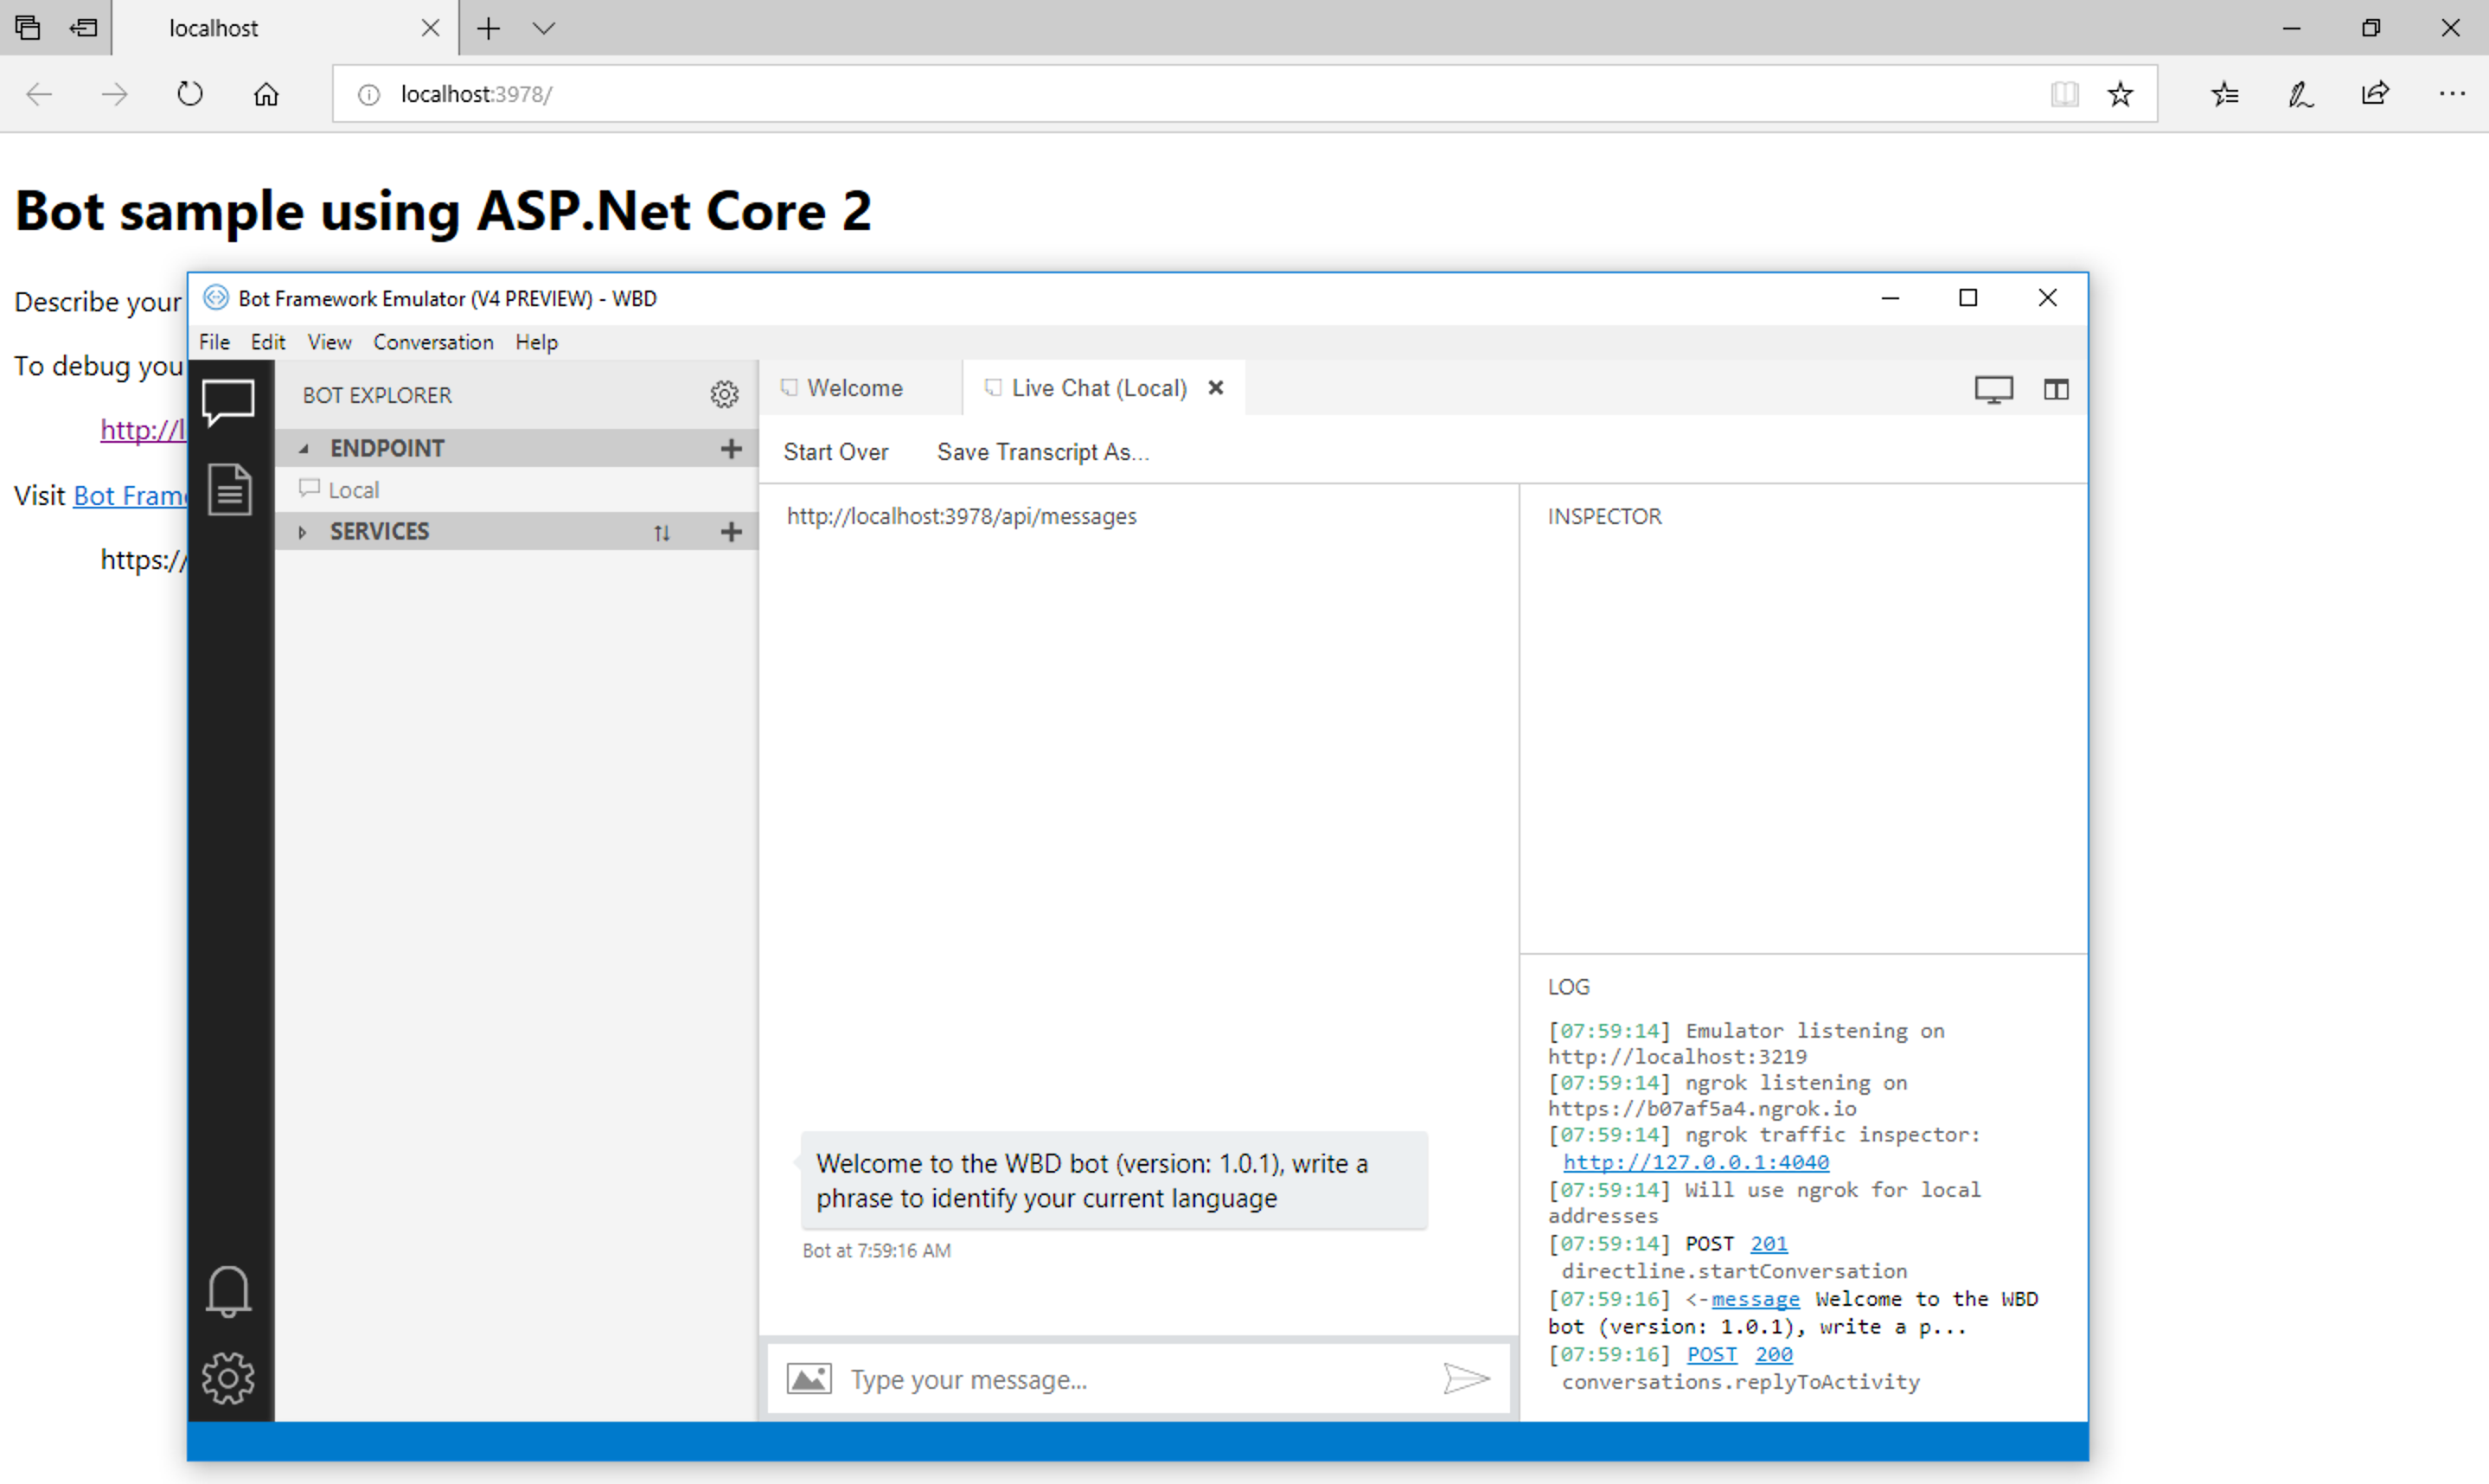 localhost
localhost:3978/
Bot sample using ASP.Net Core 2
Describe your
To debug you
http://l
Visit Bot Frame
https://
Bot Framework Emulator (V4 PREVIEW) - WBD
File Edit View Conversation Help
BOT EXPLORER
ENDPOINT
Local
SERVICES
Welcome
Live Chat (Local)
Start Over Save Transcript As...
http://localhost:3978/api/messages
Welcome to the WBD bot (version: 1.0.1), write a
phrase to identify your current language
Bot at 7:59:16 AM
Type your message...
INSPECTOR
LOG
[07:59:14] Emulator listening on
http://localhost:3219
[07:59:14] ngrok listening on
https://b07af5a4.ngrok.io
[07:59:14] ngrok traffic inspector:
http://127.0.0.1:4040
[07:59:14] Will use ngrok for local
addresses
[07:59:14] POST 201
directline.startConversation
[07:59:16] <-message Welcome to the WBD
bot (version: 1.0.1), write a p...
[07:59:16] POST 200
conversations.replyToActivity